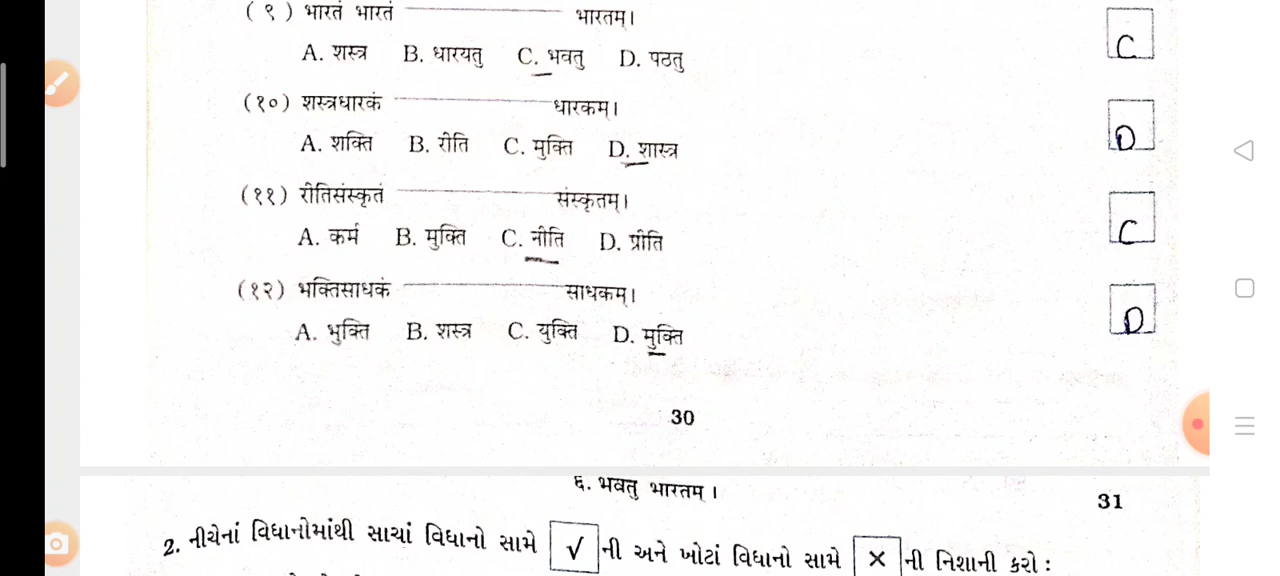 (९) भारतं भारतं ———— भारतम्।
A. शस्त्र B. धारयतु C. भवतु D. पठतु
C
(१०) शस्त्रधारकं ———— धारकम्।
A. शक्ति B. रीति C. मुक्ति D. शास्त्र
D
(११) रीतिसंस्कृतं ———— संस्कृतम्।
A. कर्म B. मुक्ति C. नीति D. प्रीति
C
(१२) भक्तिसाधकं ———— साधकम्।
A. भुक्ति B. शस्त्र C. युक्ति D. मुक्ति
D
30
६. भवतु भारतम्।
31
2. નીચેનાં વિધાનોમાંથી સાચાં વિધાનો સામે √ ની અને ખોટાં વિધાનો સામે × ની નિશાની કરો :